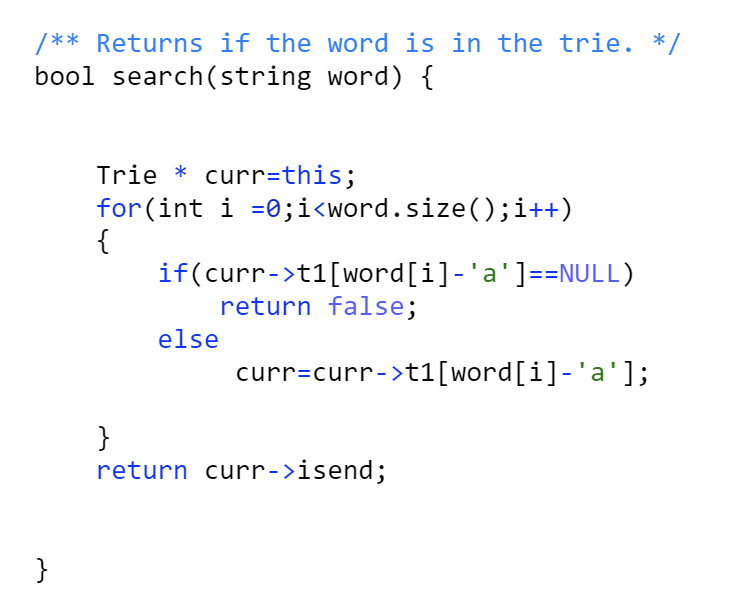 /** Returns if the word is in the trie. */
bool search(string word) {
Trie * curr=this;
for(int i =0;i<word.size();i++)
{
if(curr->t1[word[i]-'a']==NULL)
return false;
else
curr=curr->t1[word[i]-'a'];
}
return curr->isend;
}